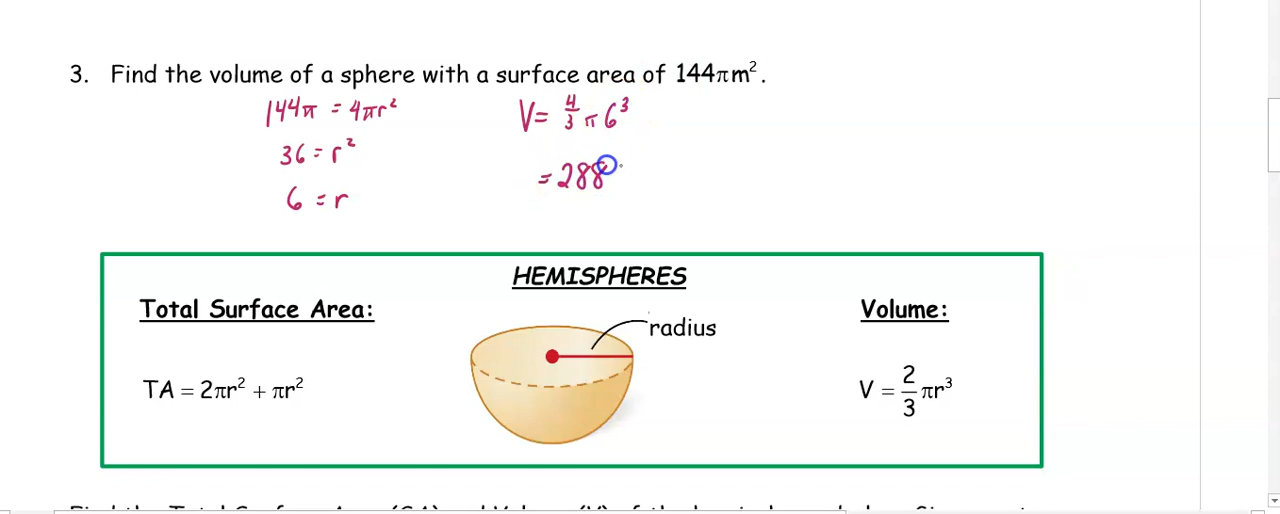 3. Find the volume of a sphere with a surface area of 144πm².
144π = 4πr²
36 = r²
6 = r
V = 4/3 π 6³
= 288
HEMISPHERES
Total Surface Area:
radius
Volume:
TA = 2πr² + πr²
V = 2/3 πr³